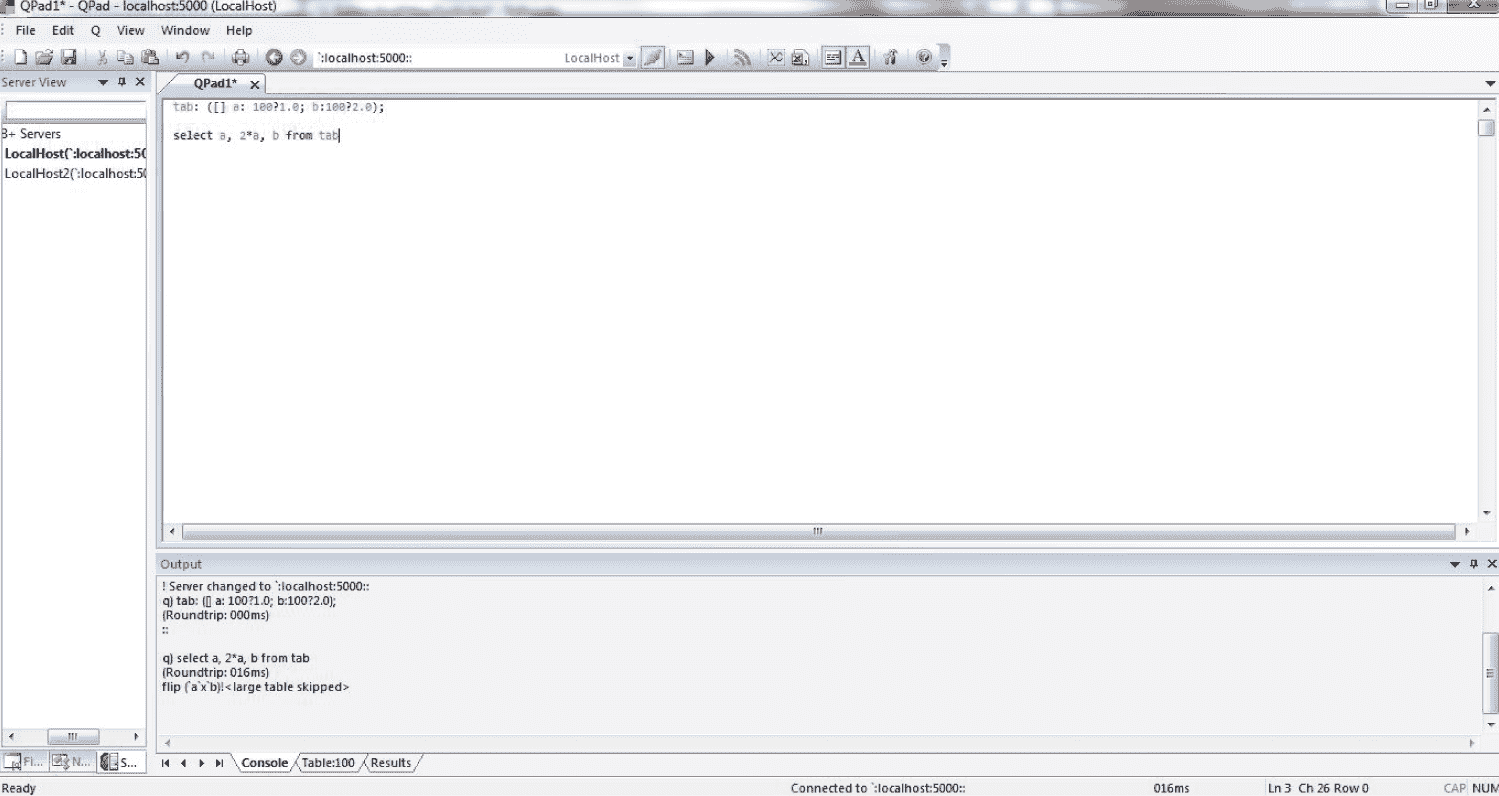 QPad1* - QPad - localhost:5000 (LocalHost)
File Edit Q View Window Help
`:localhost:5000:: LocalHost
Server View
QPad1*
tab: ([] a: 100?1.0; b:100?2.0);
select a, 2*a, b from tab
3+ Servers
LocalHost(`:localhost:50
LocalHost2(`:localhost:50
Output
! Server changed to `:localhost:5000::
q) tab: ([] a: 100?1.0; b:100?2.0);
(Roundtrip: 000ms)
::
q) select a, 2*a, b from tab
(Roundtrip: 016ms)
flip (`a`x`b)!<large table skipped>
Fi... N... S...
Console Table:100 Results
Ready Connected to `:localhost:5000:: 016ms Ln 3 Ch 26 Row 0 CAP NUM